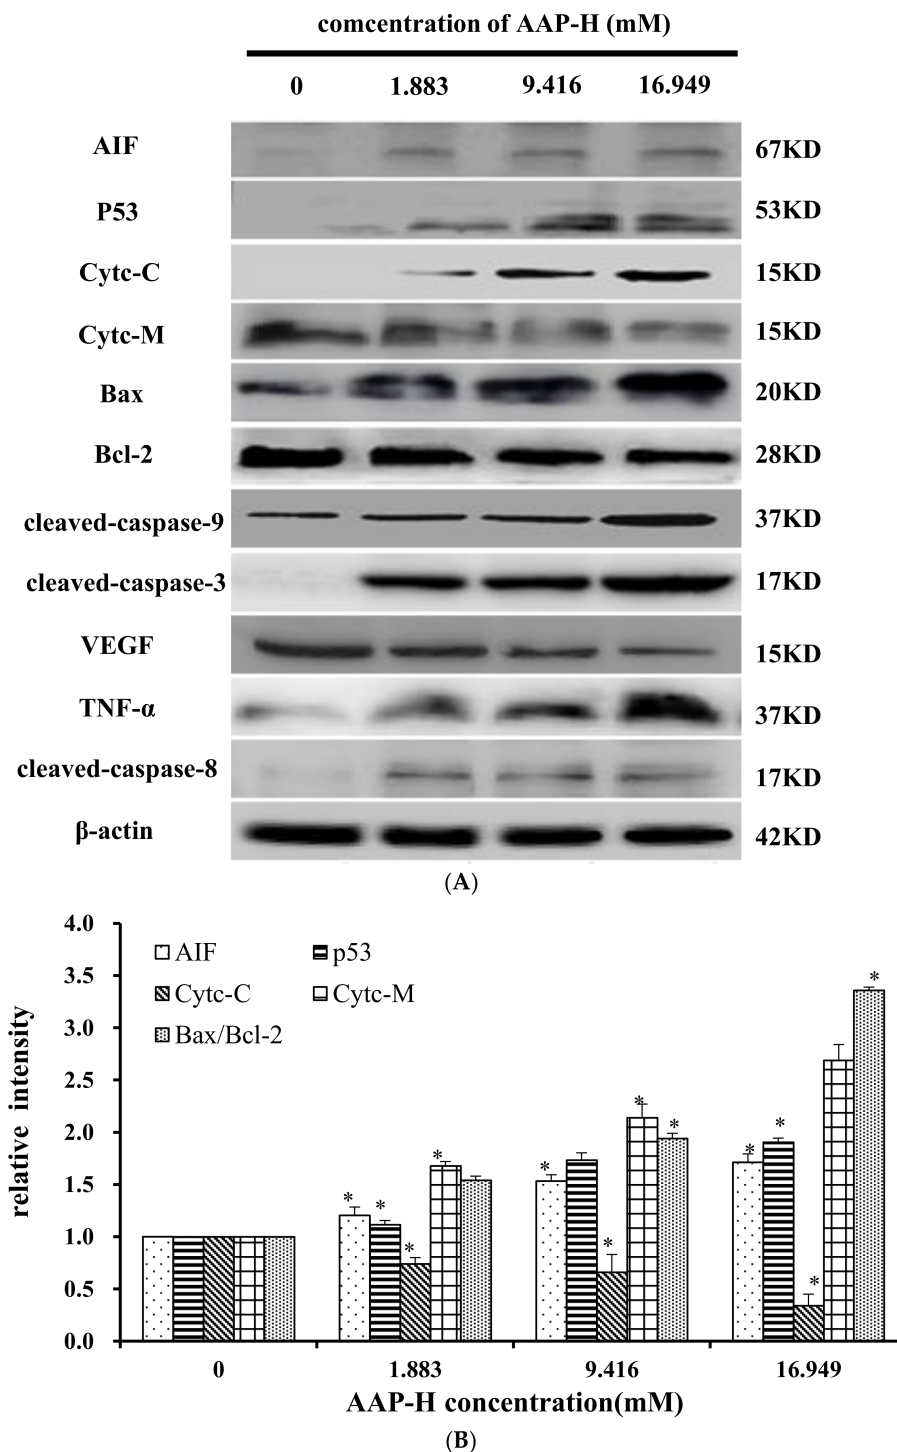 comcentration of AAP-H (mM)
0 1.883 9.416 16.949
AIF 67KD
P53 53KD
Cytc-C 15KD
Cytc-M 15KD
Bax 20KD
Bcl-2 28KD
cleaved-caspase-9 37KD
cleaved-caspase-3 17KD
VEGF 15KD
TNF-α 37KD
cleaved-caspase-8 17KD
β-actin 42KD
(A)
4.0
3.5
3.0
2.5
2.0
1.5
1.0
0.5
0.0
relative intensity
AIF p53
Cytc-C Cytc-M
Bax/Bcl-2
* * * *
* * * *
* * * *
0 1.883 9.416 16.949
AAP-H concentration(mM)
(B)